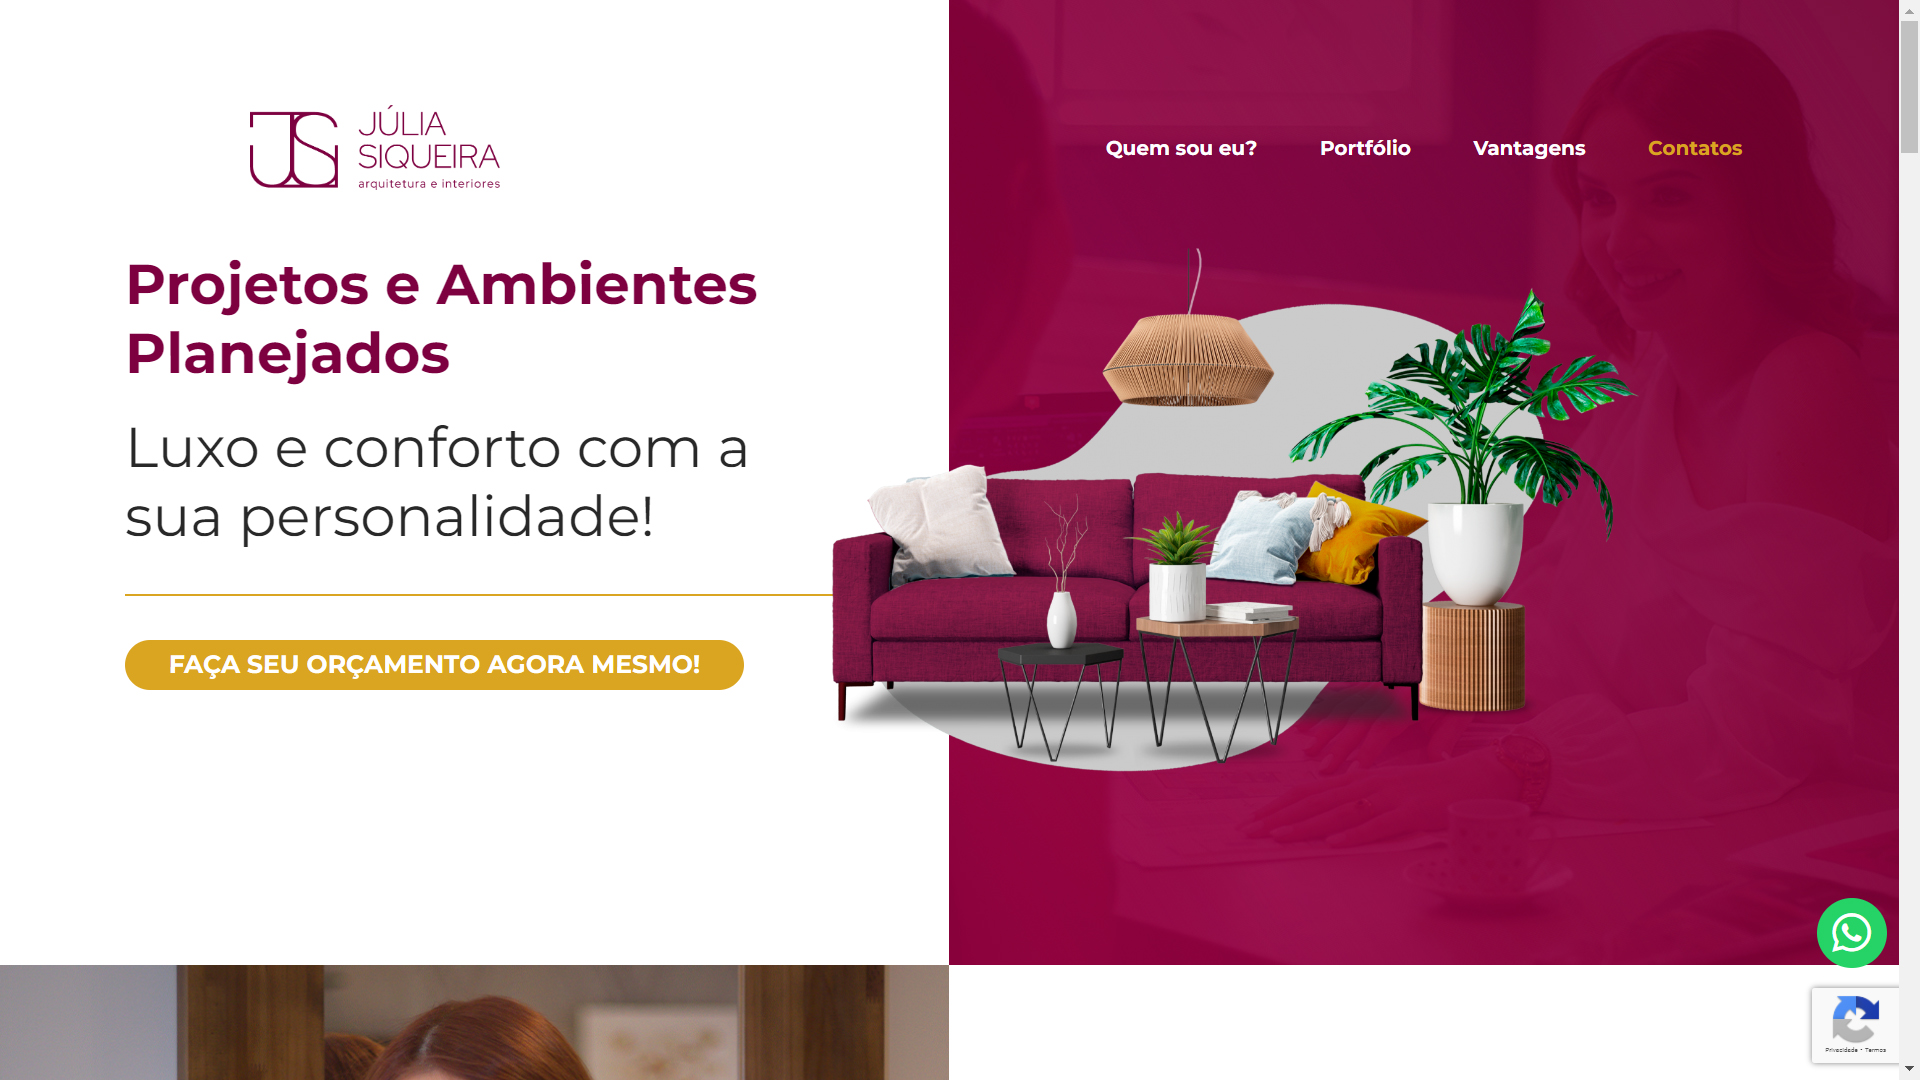 JÚLIA
SIQUEIRA
arquitetura e interiores
Quem sou eu?
Portfólio
Vantagens
Contatos
Projetos e Ambientes
Planejados
Luxo e conforto com a
sua personalidade!
FAÇA SEU ORÇAMENTO AGORA MESMO!
Privacidade - Termos